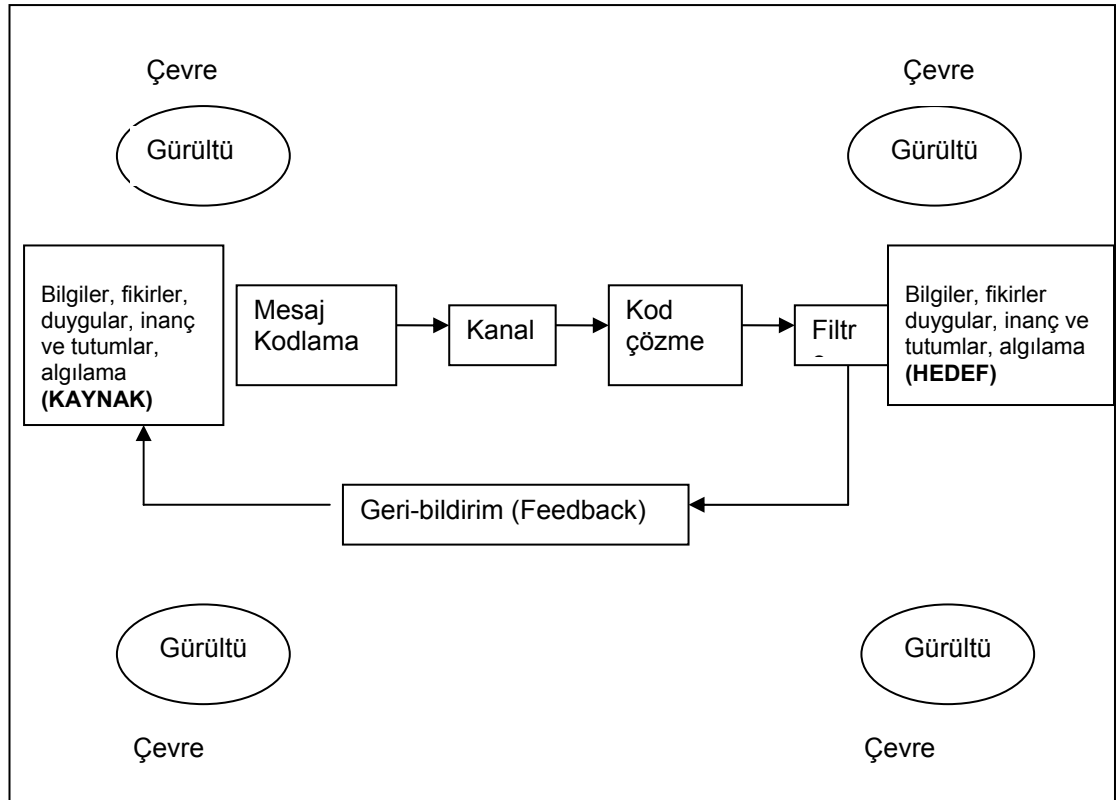 Çevre
Çevre
Gürültü
Gürültü
Bilgiler, fikirler,
duygular, inanç
ve tutumlar,
algılama
(KAYNAK)
Mesaj
Kodlama
Kanal
Kod
çözme
Filtr
Bilgiler, fikirler
duygular, inanç ve
tutumlar, algılama
(HEDEF)
Geri-bildirim (Feedback)
Gürültü
Gürültü
Çevre
Çevre